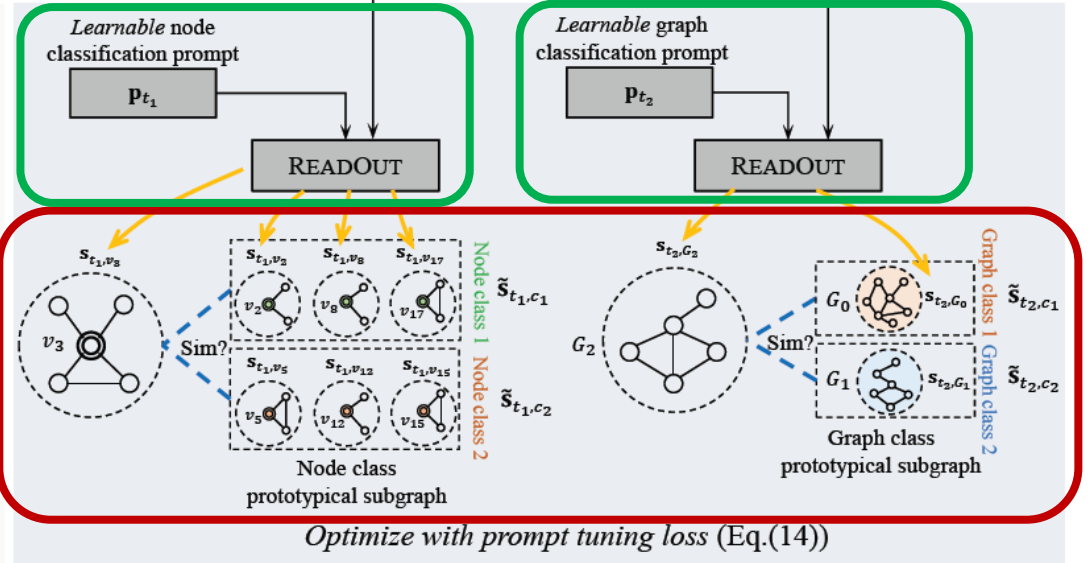 Learnable node
classification prompt
p_{t_1}
READOUT
Learnable graph
classification prompt
p_{t_2}
READOUT
s_{t_1,v_3}
v_3
Sim?
s_{t_1,v_2} s_{t_1,v_8} s_{t_1,v_17}
v_2 v_8 v_17
Node class 1
s̃_{t_1,c_1}
s_{t_1,v_5} s_{t_1,v_12} s_{t_1,v_15}
v_5 v_12 v_15
Node class 2
s̃_{t_1,c_2}
Node class
prototypical subgraph
s_{t_2,G_2}
G_2
Sim?
G_0 s_{t_2,G_0}
Graph class 1
s̃_{t_2,c_1}
G_1 s_{t_2,G_1}
Graph class 2
s̃_{t_2,c_2}
Graph class
prototypical subgraph
Optimize with prompt tuning loss (Eq.(14))